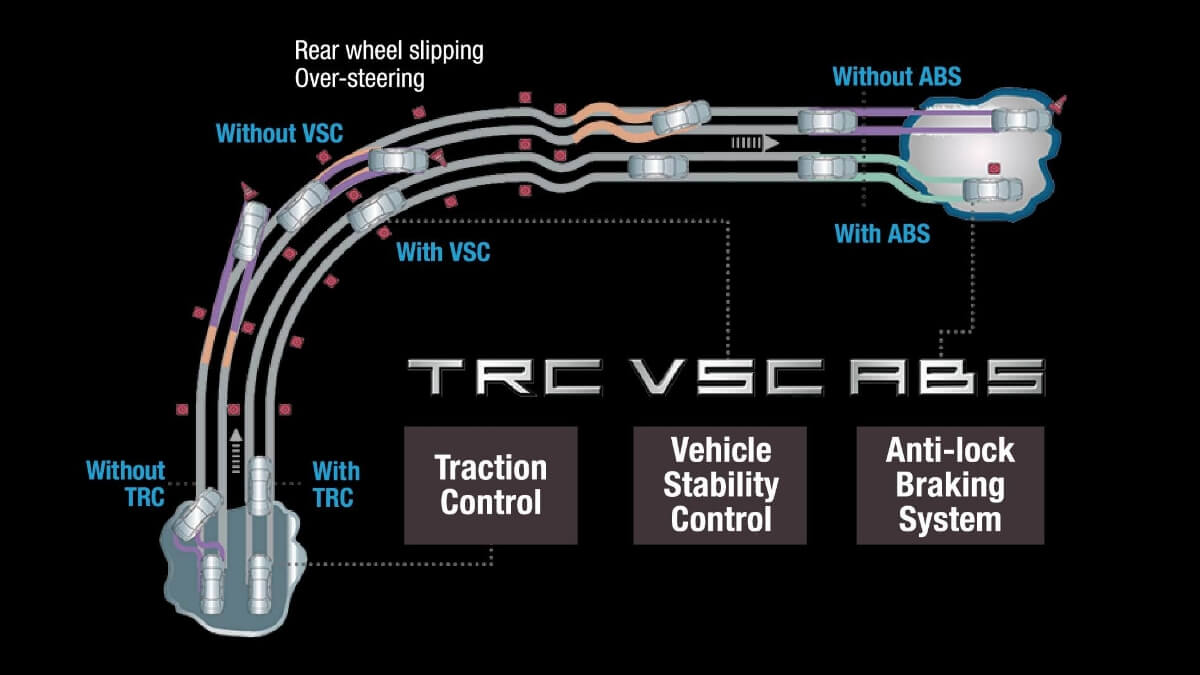 Rear wheel slipping
Over-steering
Without ABS
Without VSC
With ABS
With VSC
TRC VSC ABS
Without
TRC
With
TRC
Traction
Control
Vehicle
Stability
Control
Anti-lock
Braking
System